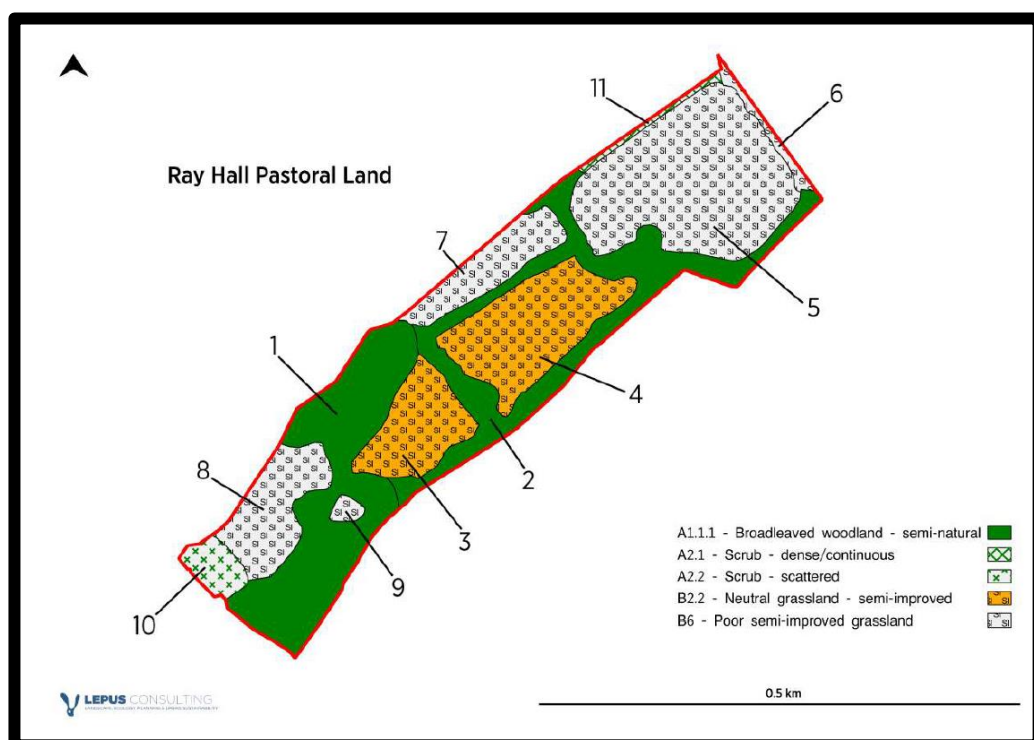 Ray Hall Pastoral Land
11
6
7
5
1
4
2
8
3
9
10
A1.1.1 - Broadleaved woodland - semi-natural
A2.1 - Scrub - dense/continuous
A2.2 - Scrub - scattered
B2.2 - Neutral grassland - semi-improved
B6 - Poor semi-improved grassland
LEPUS CONSULTING
0.5 km